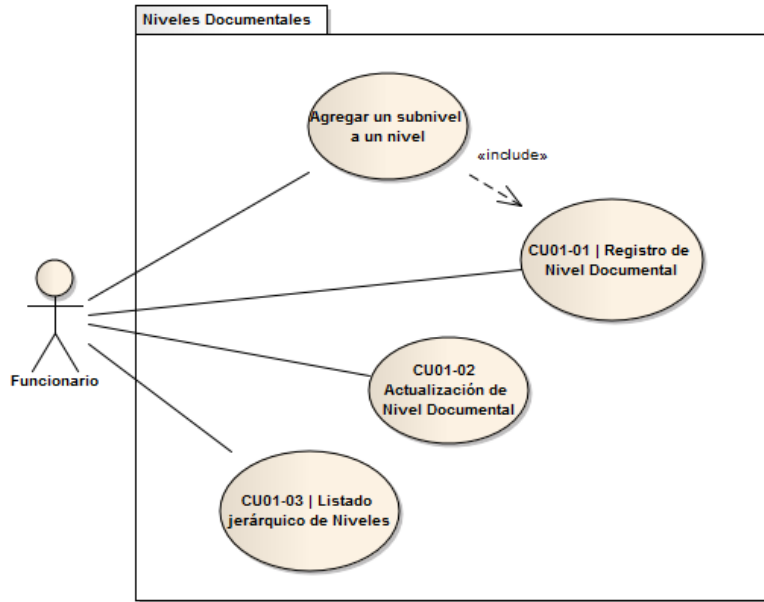 Niveles Documentales
Agregar un subnivel
a un nivel
«include»
CU01-01 | Registro de
Nivel Documental
CU01-02
Actualización de
Nivel Documental
Funcionario
CU01-03 | Listado
jerárquico de Niveles